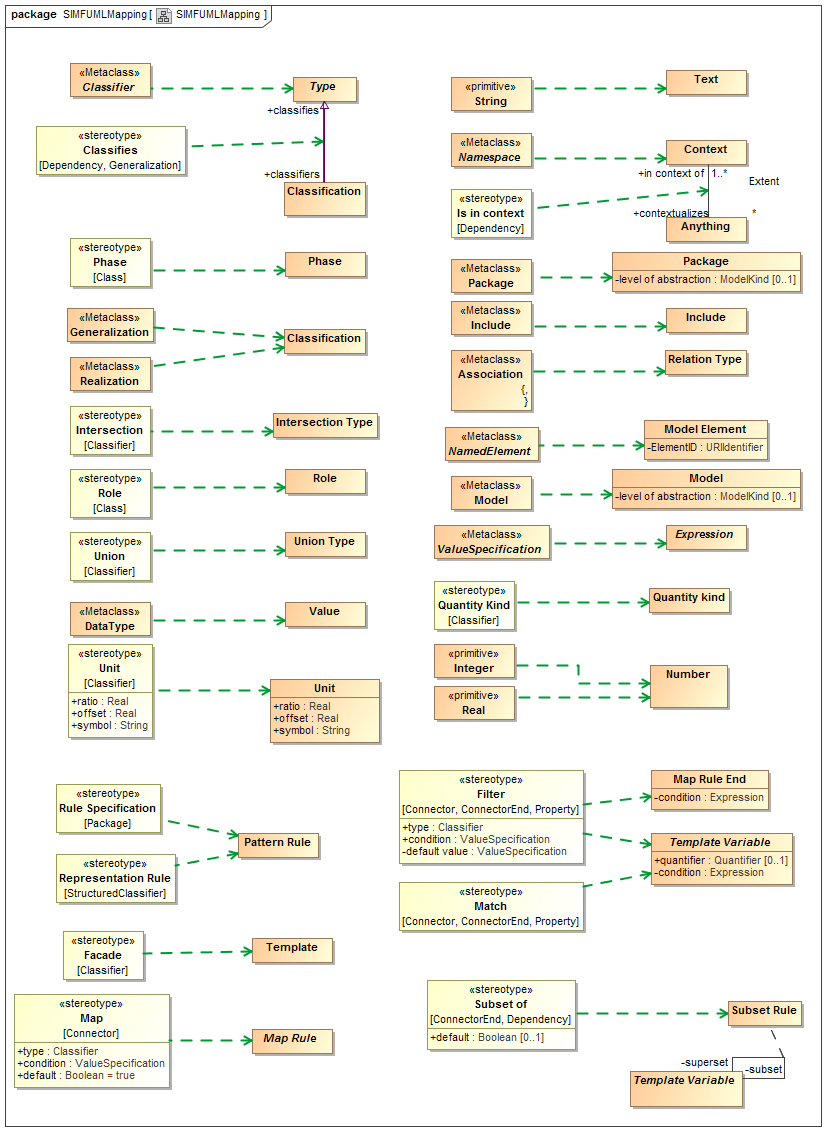 package SIMFUMLMapping [ SIMFUMLMapping ]
«Metaclass»
Classifier
Type
+classifies
«stereotype»
Classifies
[Dependency, Generalization]
+classifiers
Classification
«stereotype»
Phase
[Class]
Phase
«Metaclass»
Generalization
Classification
«Metaclass»
Realization
«stereotype»
Intersection
[Classifier]
Intersection Type
«stereotype»
Role
[Class]
Role
«stereotype»
Union
[Classifier]
Union Type
«Metaclass»
DataType
Value
«stereotype»
Unit
[Classifier]
+ratio : Real
+offset : Real
+symbol : String
Unit
+ratio : Real
+offset : Real
+symbol : String
«stereotype»
Rule Specification
[Package]
Pattern Rule
«stereotype»
Representation Rule
[StructuredClassifier]
«stereotype»
Facade
[Classifier]
Template
«stereotype»
Map
[Connector]
+type : Classifier
+condition : ValueSpecification
+default : Boolean = true
Map Rule
«primitive»
String
Text
«Metaclass»
Namespace
Context
+in context of
1..*
Extent
«stereotype»
Is in context
[Dependency]
+contextualizes
*
Anything
«Metaclass»
Package
Package
-level of abstraction : ModelKind [0..1]
«Metaclass»
Include
Include
«Metaclass»
Association
{,
}
Relation Type
«Metaclass»
NamedElement
Model Element
-ElementID : URIIdentifier
«Metaclass»
Model
Model
-level of abstraction : ModelKind [0..1]
«Metaclass»
ValueSpecification
Expression
«stereotype»
Quantity Kind
[Classifier]
Quantity kind
«primitive»
Integer
Number
«primitive»
Real
«stereotype»
Filter
[Connector, ConnectorEnd, Property]
+type : Classifier
+condition : ValueSpecification
-default value : ValueSpecification
Map Rule End
-condition : Expression
Template Variable
+quantifier : Quantifier [0..1]
-condition : Expression
«stereotype»
Match
[Connector, ConnectorEnd, Property]
«stereotype»
Subset of
[ConnectorEnd, Dependency]
+default : Boolean [0..1]
Subset Rule
-superset
-subset
Template Variable